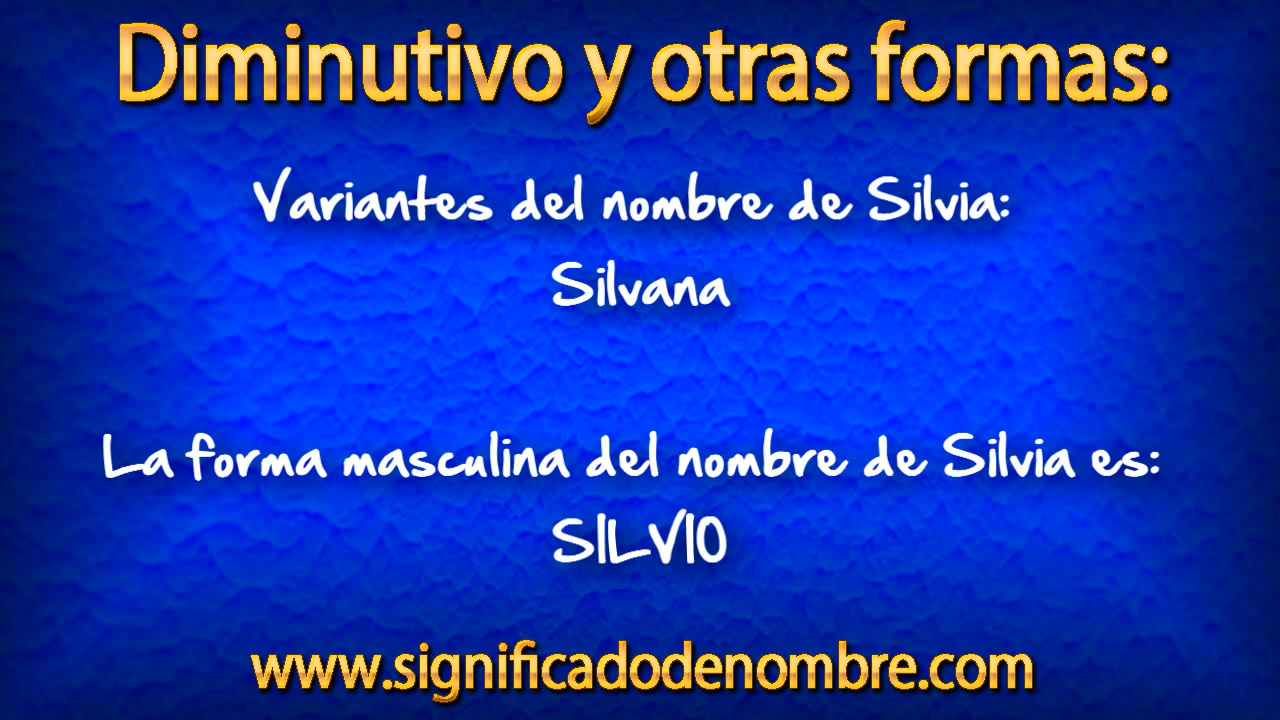 Diminutivo y otras formas:
Variantes del nombre de Silvia:
Silvana
La forma masculina del nombre de Silvia es:
SILVIO
www.significadodenombre.com